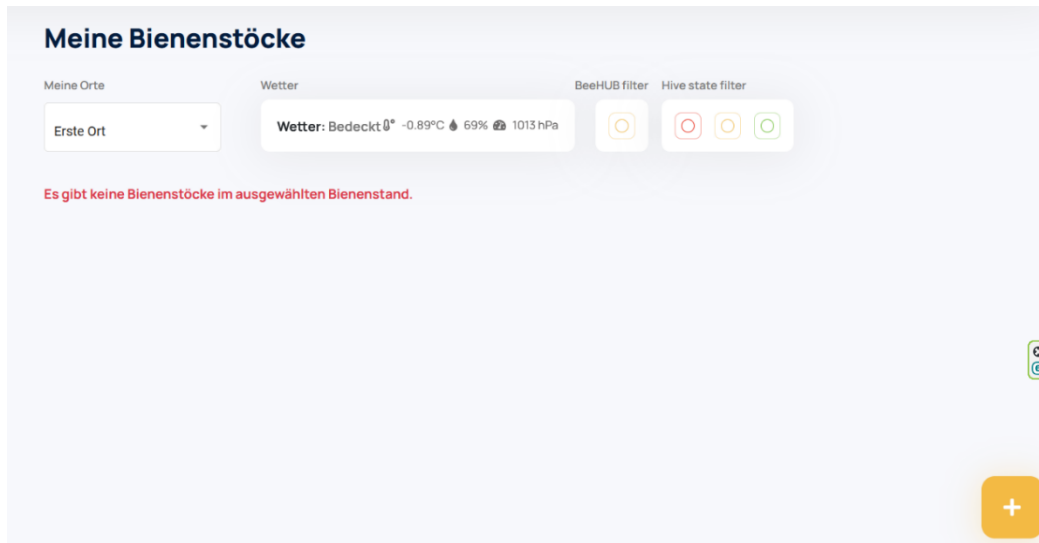 Meine Bienenstöcke
Meine Orte
Wetter
BeeHUB filter
Hive state filter
Erste Ort
Wetter: Bedeckt -0.89°C 69% 1013 hPa
Es gibt keine Bienenstöcke im ausgewählten Bienenstand.
+